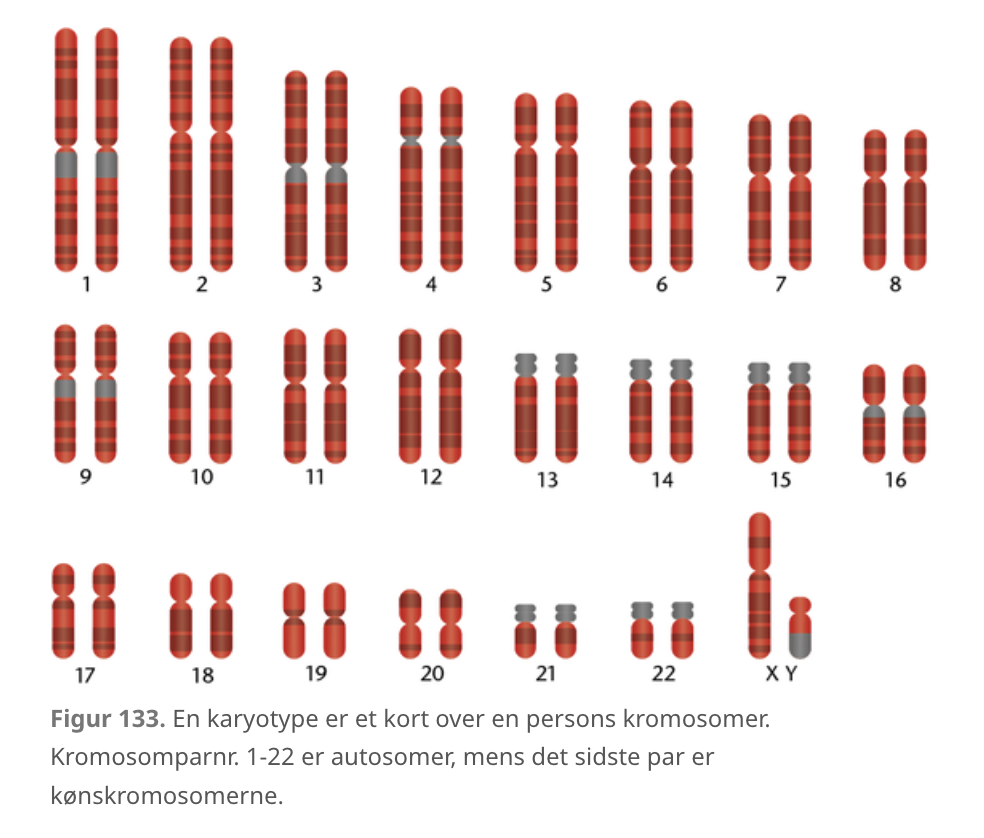 1 2 3 4 5 6 7 8
9 10 11 12 13 14 15 16
17 18 19 20 21 22 X Y
Figur 133. En karyotype er et kort over en persons kromosomer.
Kromosomparnr. 1-22 er autosomer, mens det sidste par er
kønskromosomerne.